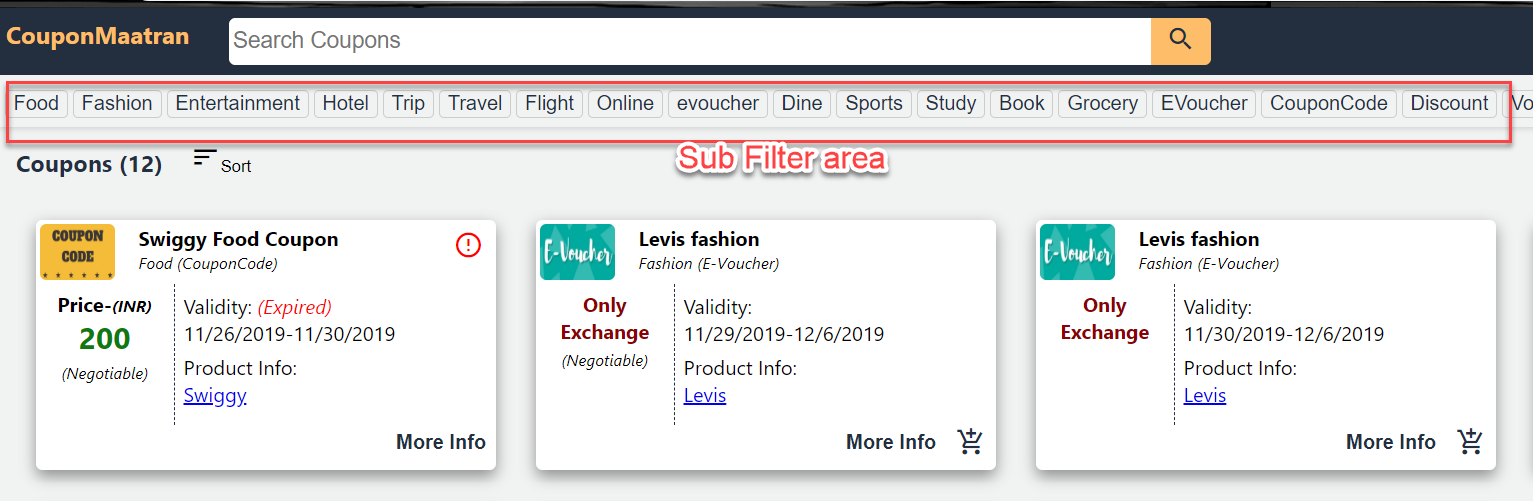 CouponMaatran
Search Coupons
Food Fashion Entertainment Hotel Trip Travel Flight Online evoucher Dine Sports Study Book Grocery EVoucher CouponCode Discount Vo
Sub Filter area
Coupons (12) Sort
COUPON
CODE
Swiggy Food Coupon
Food (CouponCode)
Price-(INR)
200
(Negotiable)
Validity: (Expired)
11/26/2019-11/30/2019
Product Info:
Swiggy
More Info
E-Voucher
Levis fashion
Fashion (E-Voucher)
Only
Exchange
(Negotiable)
Validity:
11/29/2019-12/6/2019
Product Info:
Levis
More Info
E-Voucher
Levis fashion
Fashion (E-Voucher)
Only
Exchange
Validity:
11/30/2019-12/6/2019
Product Info:
Levis
More Info